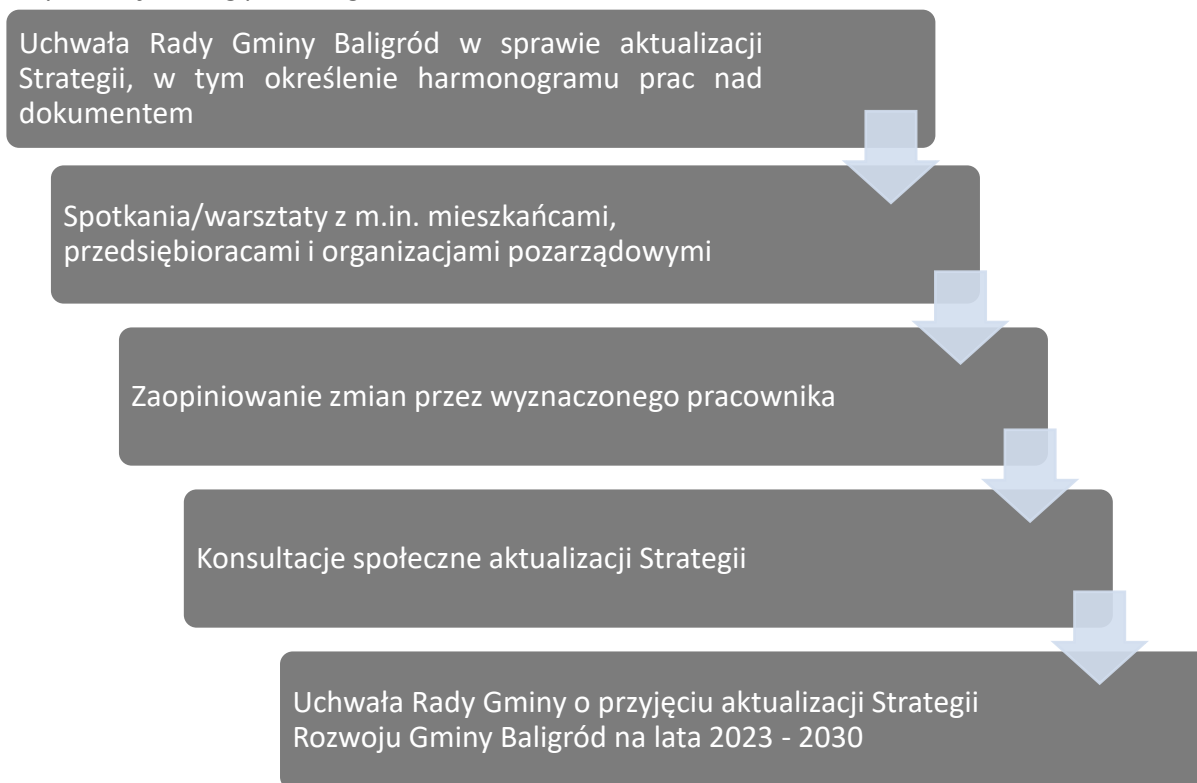 Uchwała Rady Gminy Baligród w sprawie aktualizacji
Strategii, w tym określenie harmonogramu prac nad
dokumentem
Spotkania/warsztaty z m.in. mieszkańcami,
przedsiębioracami i organizacjami pozarządowymi
Zaopiniowanie zmian przez wyznaczonego pracownika
Konsultacje społeczne aktualizacji Strategii
Uchwała Rady Gminy o przyjęciu aktualizacji Strategii
Rozwoju Gminy Baligród na lata 2023 - 2030